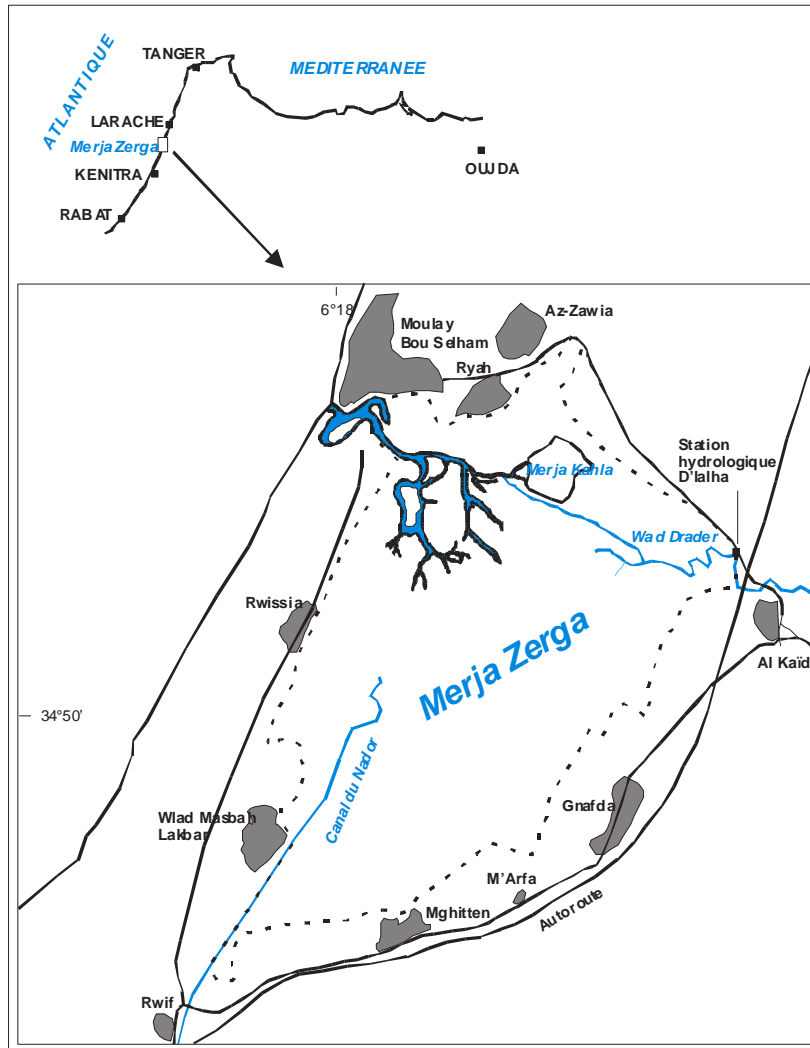 TANGER
MEDITERRANEE
ATLANTIQUE
LARACHE
Merja Zerga
KENITRA
OUJDA
RABAT
6°18
Az-Zawia
Moulay
Bou Selham
Ryah
Station
hydrologique
D'lalha
Merja Kahla
Wad Drader
Rwissia
Merja Zerga
Al Kaïd
34°50'
Canal du Nador
Wlad Masbah
Lakbar
Gnafda
M'Arfa
Autoroute
Mghitten
Rwif